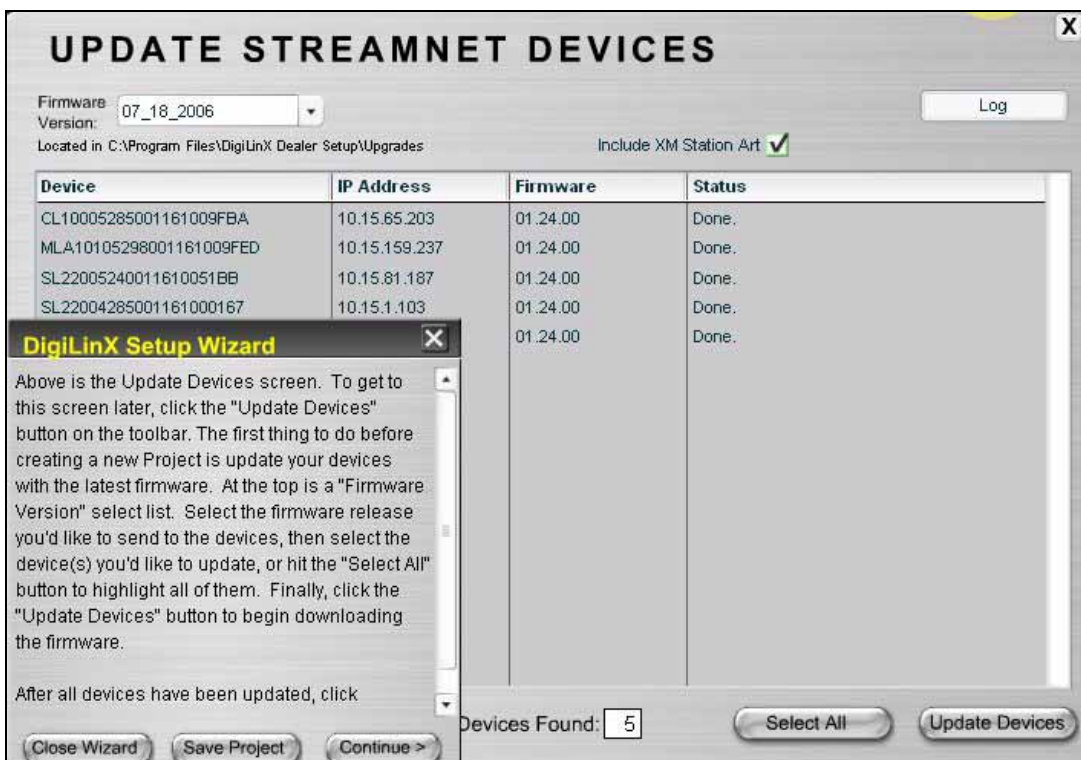 X
UPDATE STREAMNET DEVICES
Firmware Version: 07_18_2006
Log
Located in C:\Program Files\DigiLinX Dealer Setup\Upgrades
Include XM Station Art
Device IP Address Firmware Status
CL10005285001161009FBA 10.15.65.203 01.24.00 Done.
MLA10105298001161009FED 10.15.159.237 01.24.00 Done.
SL22005240011610051BB 10.15.81.187 01.24.00 Done.
SL22004285001161000167 10.15.1.103 01.24.00 Done.
01.24.00 Done.
DigiLinX Setup Wizard
Above is the Update Devices screen. To get to
this screen later, click the "Update Devices"
button on the toolbar. The first thing to do before
creating a new Project is update your devices
with the latest firmware. At the top is a "Firmware
Version" select list. Select the firmware release
you'd like to send to the devices, then select the
device(s) you'd like to update, or hit the "Select All"
button to highlight all of them. Finally, click the
"Update Devices" button to begin downloading
the firmware.
After all devices have been updated, click
Close Wizard Save Project Continue >
Devices Found: 5
Select All
Update Devices